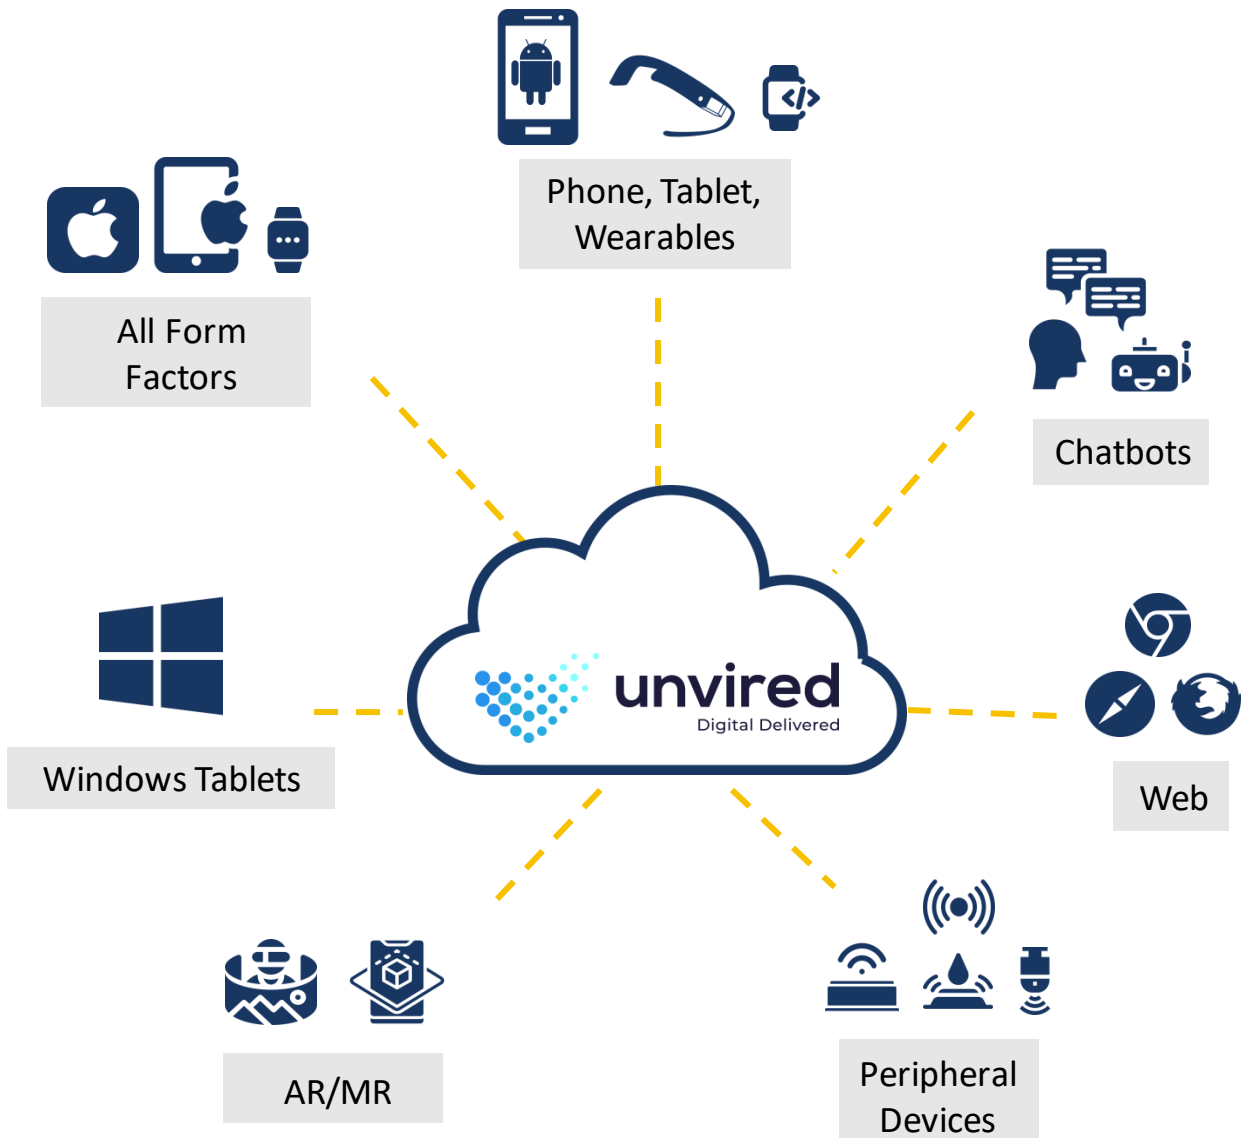 Phone, Tablet,
Wearables
All Form
Factors
Chatbots
unvired
Digital Delivered
Windows Tablets
Web
AR/MR
Peripheral
Devices